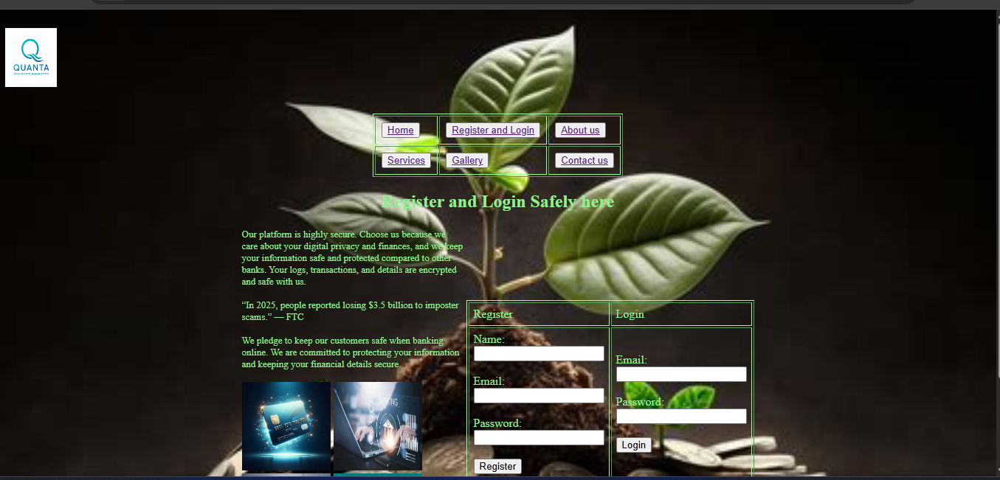 QUANTA
Home
Register and Login
About us
Services
Gallery
Contact us
Register and Login Safely here
Our platform is highly secure. Choose us because we
care about your digital privacy and finances, and we keep
your information safe and protected compared to other
banks. Your logs, transactions, and details are encrypted
and safe with us.
“In 2025, people reported losing $3.5 billion to imposter
scams.” — FTC
We pledge to keep our customers safe when banking
online. We are committed to protecting your information
and keeping your financial details secure.
Register
Login
Name:
Email:
Password:
Register
Email:
Password:
Login